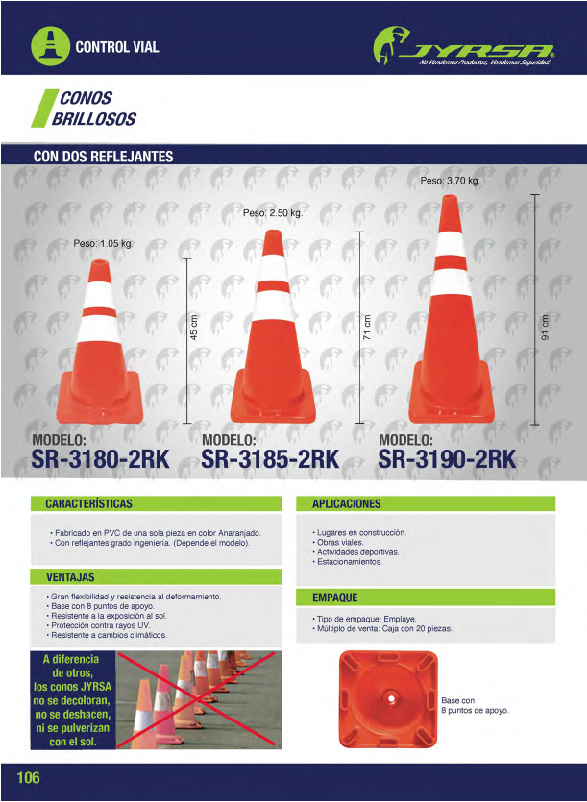 CONTROL VIAL
JYRSA®
No Vendemos Productos, Vendemos Seguridad.
CONOS
BRILLOSOS
CON DOS REFLEJANTES
Peso: 1.05 kg.
Peso: 2.50 kg.
Peso: 3.70 kg.
45 cm
71 cm
91 cm
MODELO:
SR-3180-2RK
MODELO:
SR-3185-2RK
MODELO:
SR-3190-2RK
CARACTERÍSTICAS
• Fabricado en PVC de una sola pieza en color Anaranjado.
• Con reflejantes grado ingeniería. (Depende el modelo).
VENTAJAS
• Gran flexibilidad y resistencia al deformamiento.
• Base con 8 puntos de apoyo.
• Resistente a la exposición al sol.
• Protección contra rayos UV.
• Resistente a cambios climáticos.
A diferencia
de otros,
los conos JYRSA
no se decoloran,
no se deshacen,
ni se pulverizan
con el sol.
APLICACIONES
• Lugares en construcción.
• Obras viales.
• Actividades deportivas.
• Estacionamientos.
EMPAQUE
• Tipo de empaque: Emplaye.
• Múltiplo de venta: Caja con 20 piezas.
Base con
8 puntos de apoyo.
106